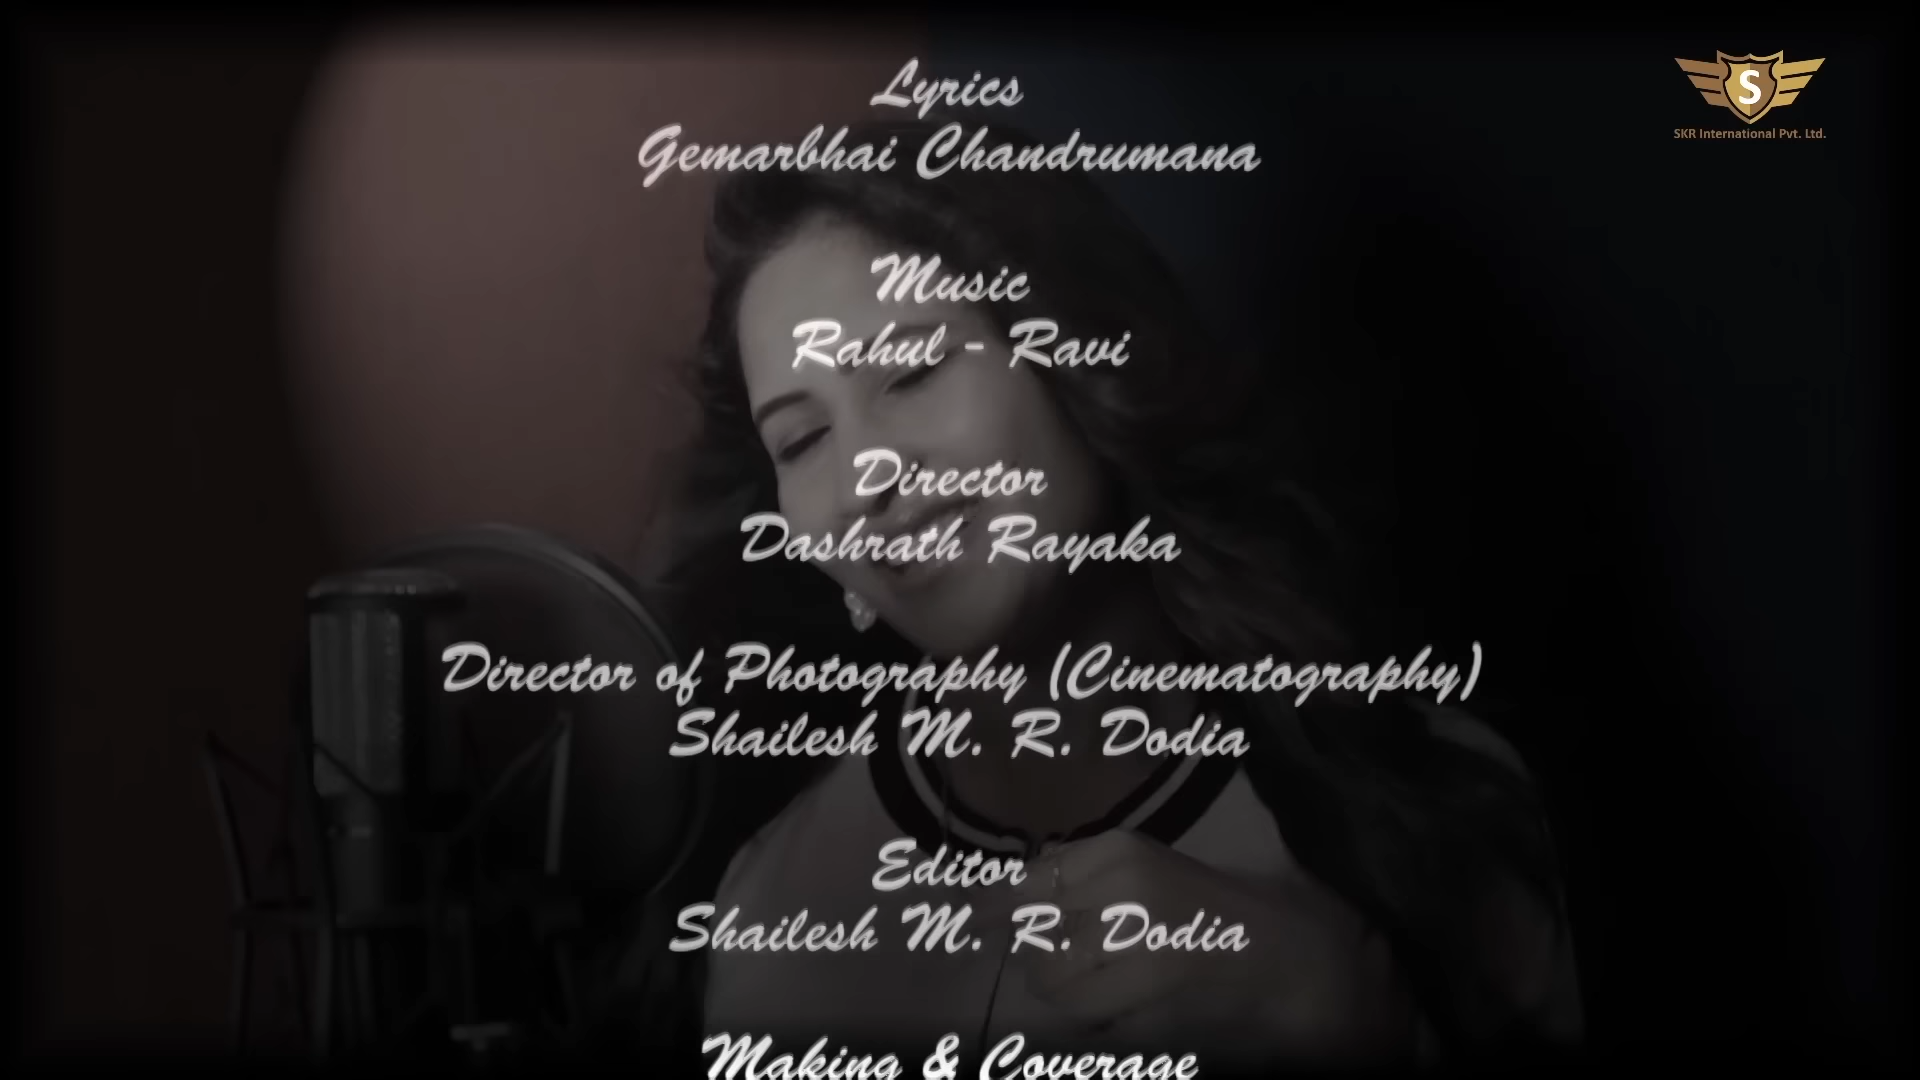 Lyrics
Gemarbhai Chandrumana
Music
Rahul - Ravi
Director
Dashrath Rayaka
Director of Photography (Cinematography)
Shailesh M. R. Dodia
Editor
Shailesh M. R. Dodia
Making & Coverage
S
SKR International Pvt. Ltd.